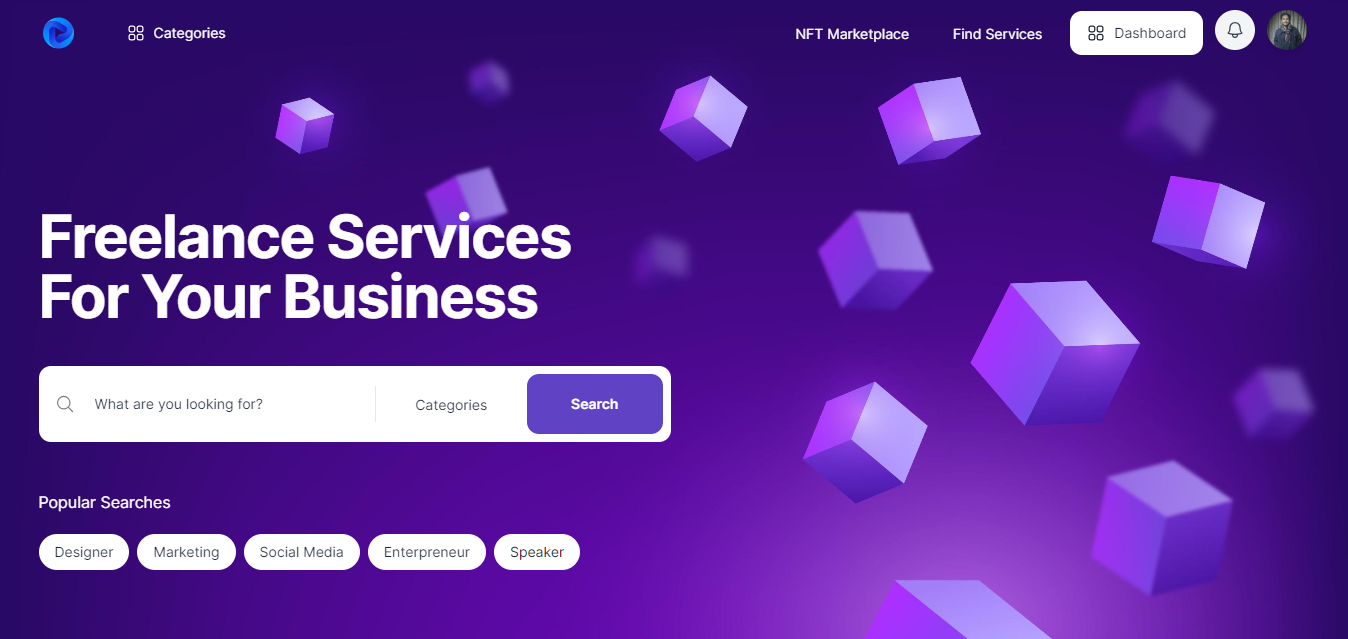 Categories
NFT Marketplace
Find Services
Dashboard
Freelance Services
For Your Business
What are you looking for?
Categories
Search
Popular Searches
Designer
Marketing
Social Media
Enterpreneur
Speaker